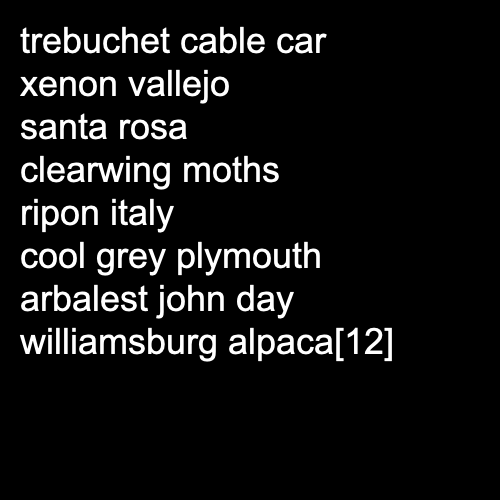 trebuchet cable car
xenon vallejo
santa rosa
clearwing moths
ripon italy
cool grey plymouth
arbalest john day
williamsburg alpaca[12]